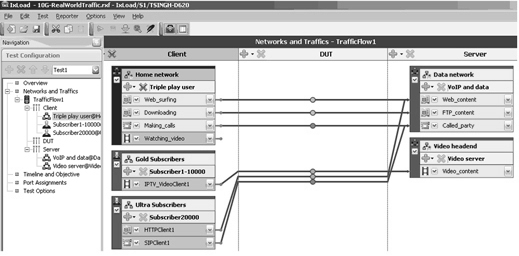 IxLoad - 10G-RealWorldTraffic.rxf - IxLoad/S1/TSINGH-D620
File Edit Test Reporter Options View Help
Navigation
Test Configuration
Test1
Overview
Networks and Traffics
TrafficFlow1
Client
Triple play user@H
Subscriber1-10000
Subscriber20000@
DUT
Server
VoIP and data@Da
Video server@Vid
Timeline and Objective
Port Assignments
Test Options
Networks and Traffics - TrafficFlow1
Client
DUT
Server
Home network
Triple play user
Web_surfing
Downloading
Making_calls
Watching_video
Gold Subscribers
Subscriber1-10000
IPTV_VideoClient1
Ultra Subscribers
Subscriber20000
HTTPClient1
SIPClient1
Data network
VoIP and data
Web_content
FTP_content
Called_party
Video headend
Video server
Video_content